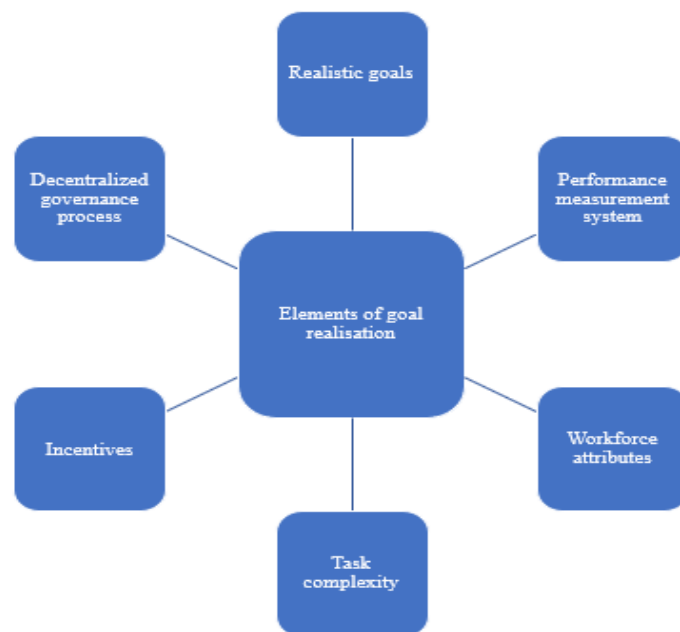 Realistic goals
Decentralized
governance
process
Performance
measurement
system
Elements of goal
realisation
Incentives
Workforce
attributes
Task
complexity